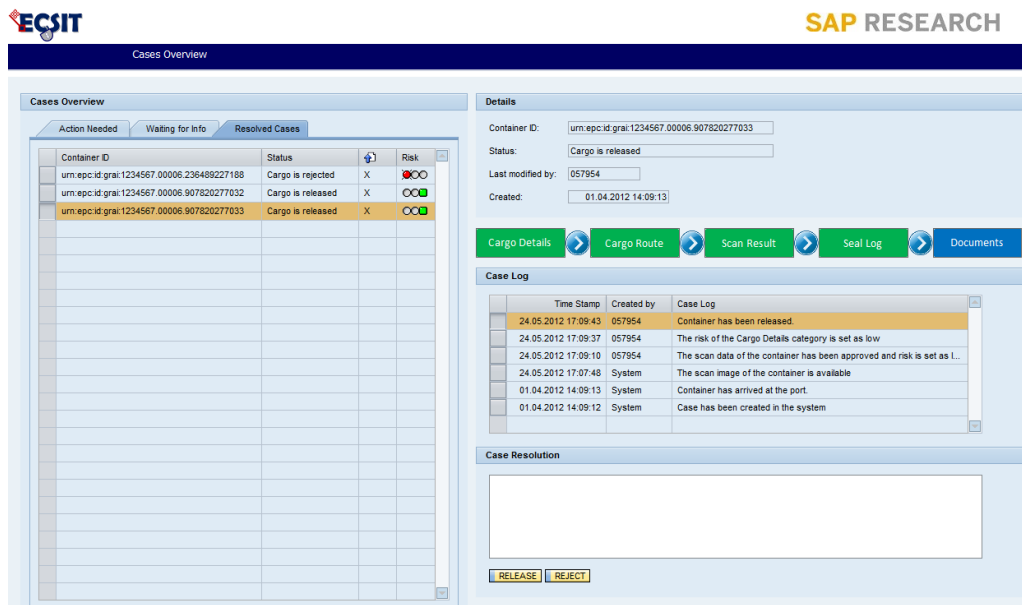 ECSIT
SAP RESEARCH
Cases Overview
Cases Overview
Action Needed Waiting for Info Resolved Cases
Container ID Status Risk
urn:epc:id:grai:1234567.00006.236489227188 Cargo is rejected X
urn:epc:id:grai:1234567.00006.907820277032 Cargo is released X
urn:epc:id:grai:1234567.00006.907820277033 Cargo is released X
Details
Container ID: urn:epc:id:grai:1234567.00006.907820277033
Status: Cargo is released
Last modified by: 057954
Created: 01.04.2012 14:09:13
Cargo Details Cargo Route Scan Result Seal Log Documents
Case Log
Time Stamp Created by Case Log
24.05.2012 17:09:43 057954 Container has been released.
24.05.2012 17:09:37 057954 The risk of the Cargo Details category is set as low
24.05.2012 17:09:10 057954 The scan data of the container has been approved and risk is set as l...
24.05.2012 17:07:48 System The scan image of the container is available
01.04.2012 14:09:13 System Container has arrived at the port.
01.04.2012 14:09:12 System Case has been created in the system
Case Resolution
RELEASE REJECT